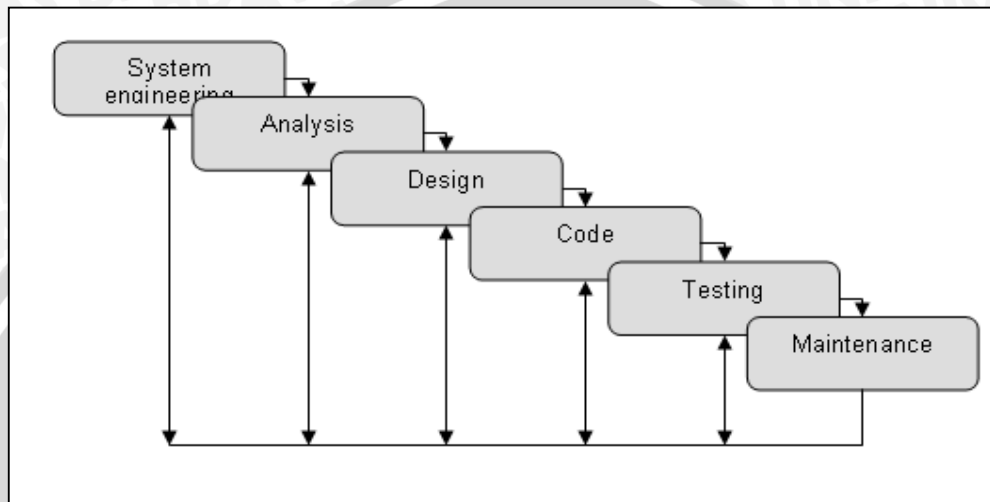 System
engineering
Analysis
Design
Code
Testing
Maintenance